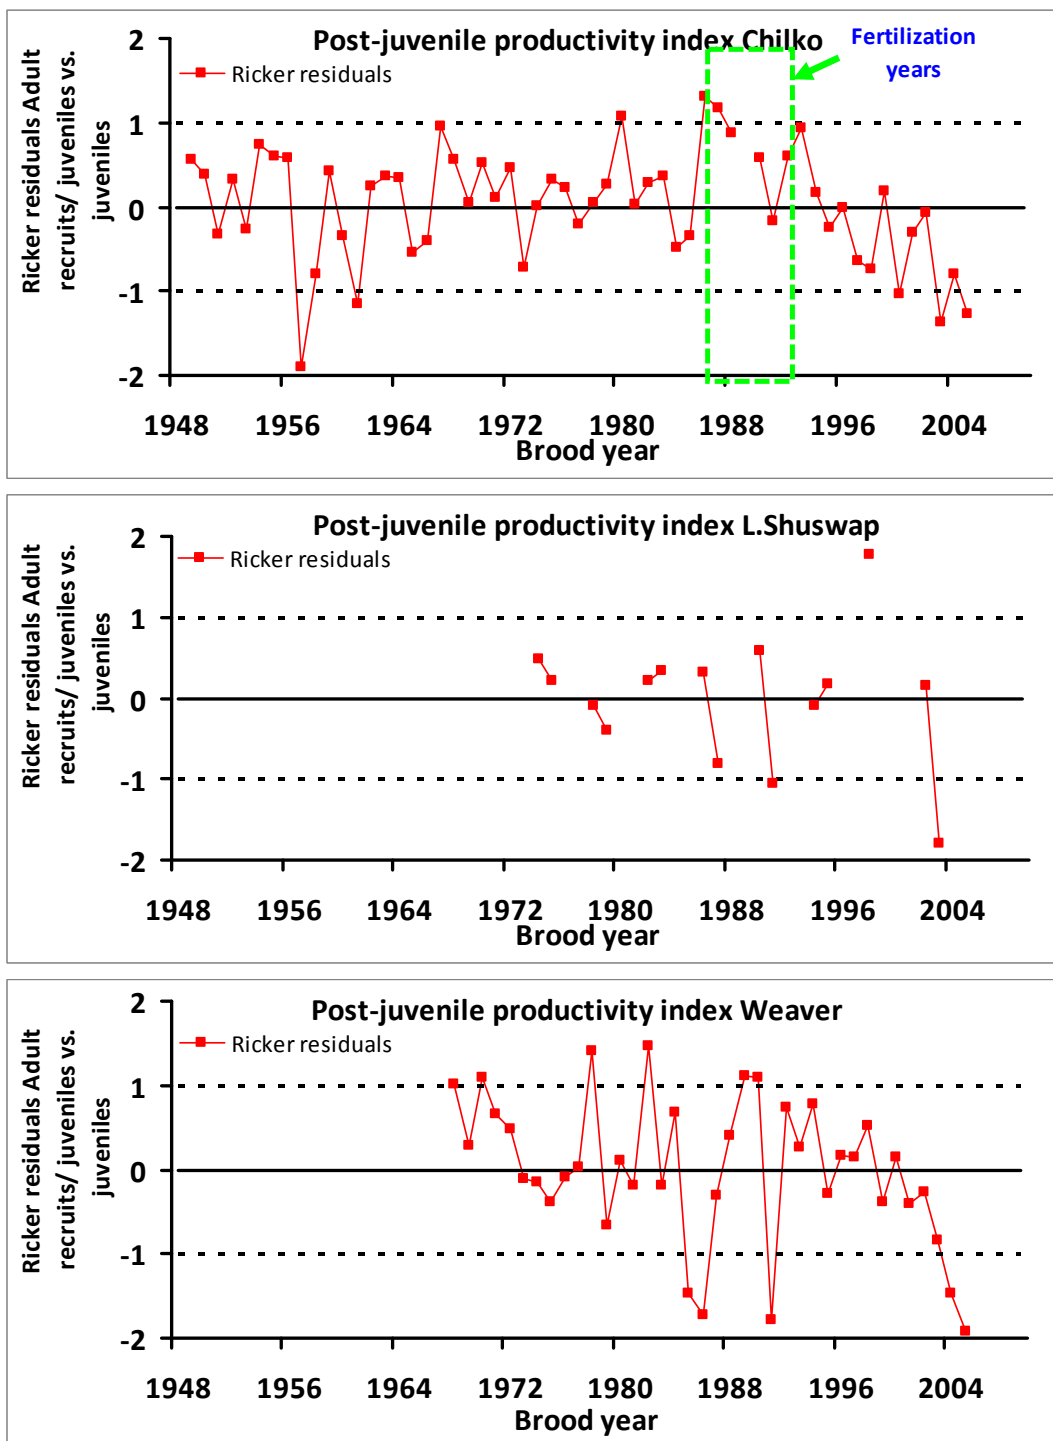 Post-juvenile productivity index Chilko
Fertilization
years
Ricker residuals
Ricker residuals Adult
recruits/ juveniles vs.
juveniles
2
1
0
-1
-2
1948 1956 1964 1972 1980 1988 1996 2004
Brood year
Post-juvenile productivity index L.Shuswap
Ricker residuals
Ricker residuals Adult
recruits/ juveniles vs.
juveniles
2
1
0
-1
-2
1948 1956 1964 1972 1980 1988 1996 2004
Brood year
Post-juvenile productivity index Weaver
Ricker residuals
Ricker residuals Adult
recruits/ juveniles vs.
juveniles
2
1
0
-1
-2
1948 1956 1964 1972 1980 1988 1996 2004
Brood year